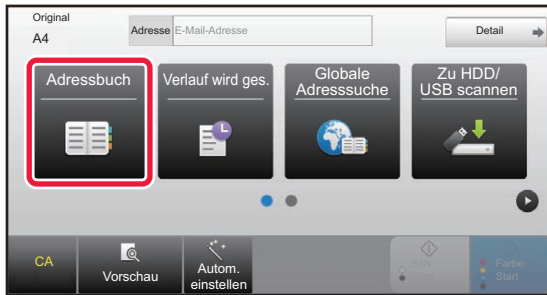 Original
A4
Adresse E-Mail-Adresse
Detail
Adressbuch
Verlauf wird ges.
Globale
Adresssuche
Zu HDD/
USB scannen
CA
Vorschau
Autom.
einstellen
S/W
Start
Farbe
Start